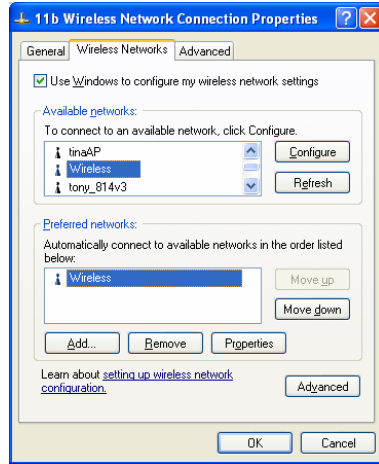 11b Wireless Network Connection Properties
General Wireless Networks Advanced
Use Windows to configure my wireless network settings
Available networks:
To connect to an available network, click Configure.
tinaAP
Wireless
tony_814v3
Configure
Refresh
Preferred networks:
Automatically connect to available networks in the order listed
below:
Wireless
Move up
Move down
Add... Remove Properties
Learn about setting up wireless network
configuration.
Advanced
OK Cancel